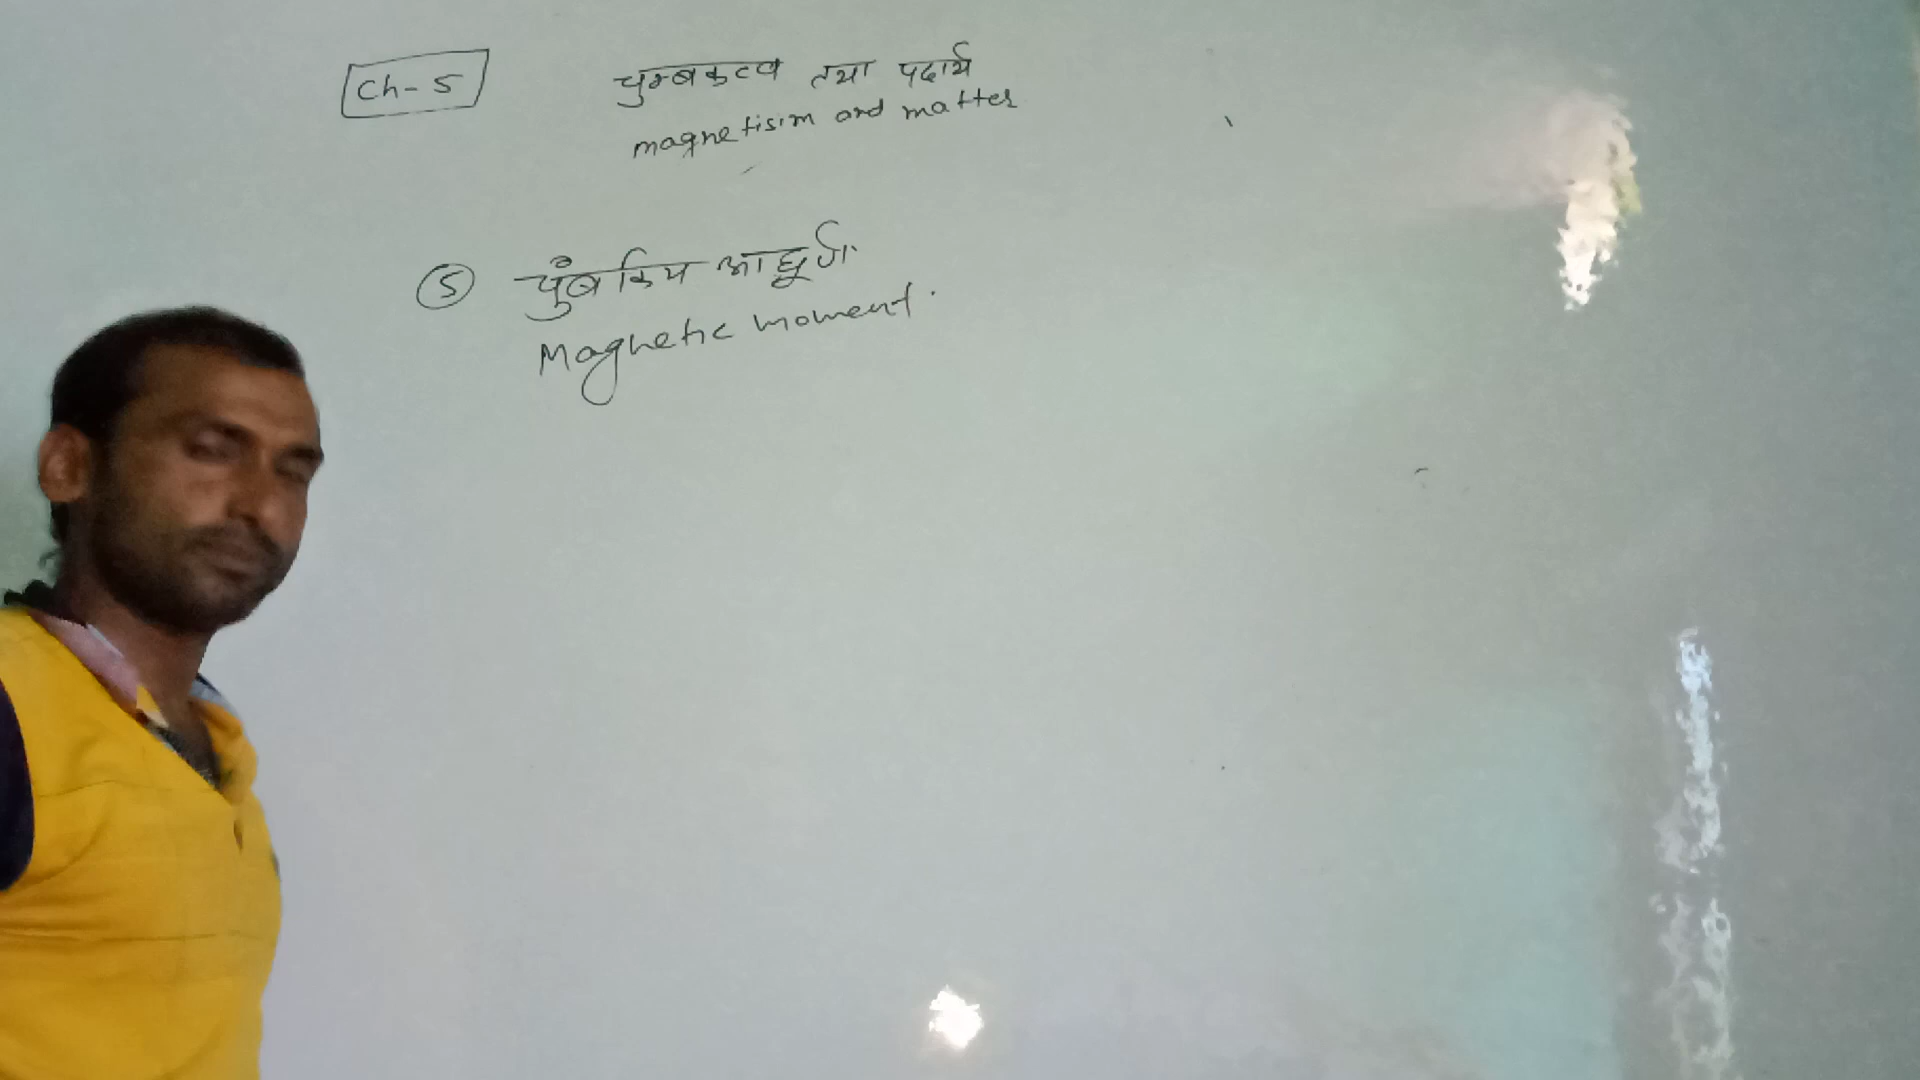 Ch-5
चुम्बकत्व तथा पदार्थ
magnetisim and matter
5 चुंबकिय आघूर्ण
Magnetic moment.